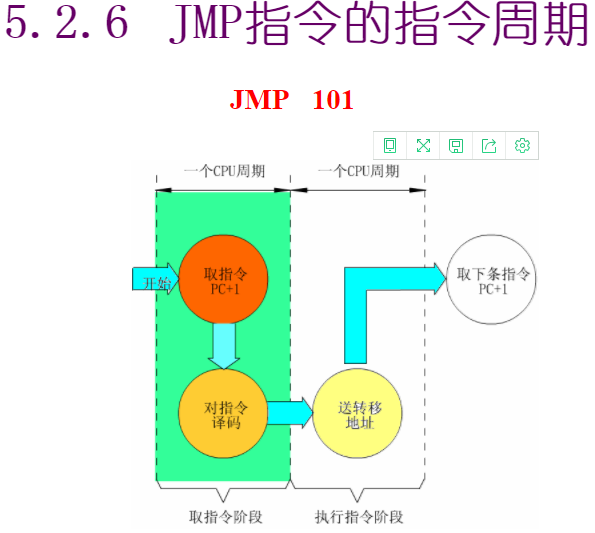 5.2.6 JMP指令的指令周期
JMP 101
一个CPU周期
一个CPU周期
开始
取指令
PC+1
取下条指令
PC+1
对指令
译码
送转移
地址
取指令阶段
执行指令阶段